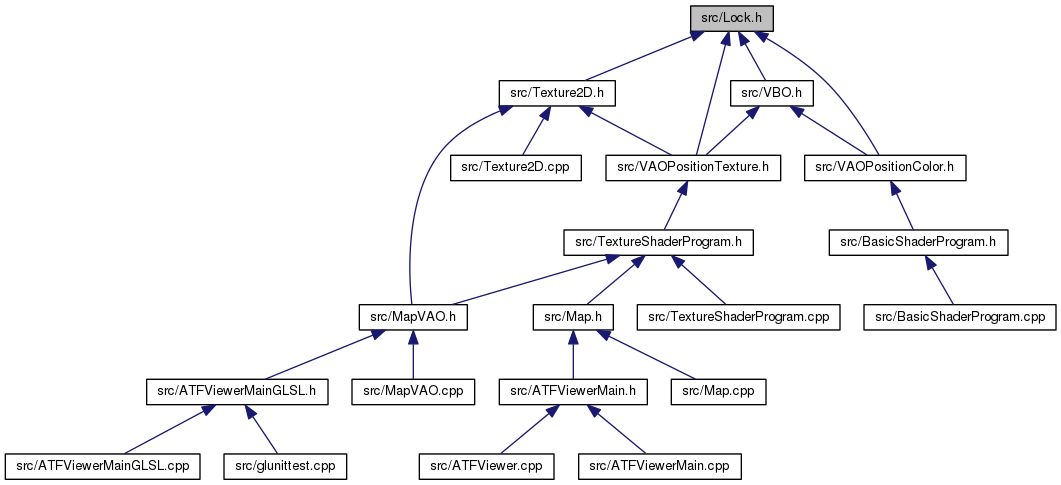 src/Lock.h
src/Texture2D.h
src/VBO.h
src/Texture2D.cpp
src/VAOPositionTexture.h
src/VAOPositionColor.h
src/TextureShaderProgram.h
src/BasicShaderProgram.h
src/MapVAO.h
src/Map.h
src/TextureShaderProgram.cpp
src/BasicShaderProgram.cpp
src/ATFViewerMainGLSL.h
src/MapVAO.cpp
src/ATFViewerMain.h
src/Map.cpp
src/ATFViewerMainGLSL.cpp
src/glunittest.cpp
src/ATFViewer.cpp
src/ATFViewerMain.cpp